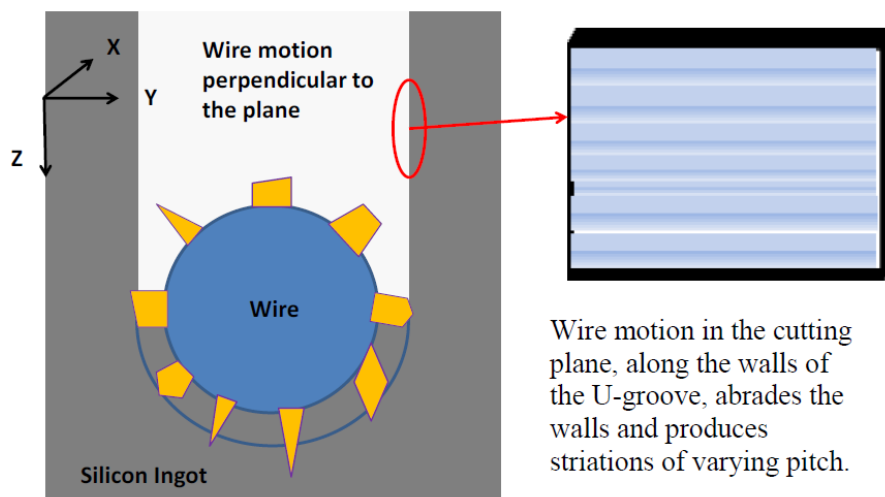 X
Y
Z
Wire motion
perpendicular to
the plane
Wire
Silicon Ingot
Wire motion in the cutting
plane, along the walls of
the U-groove, abrades the
walls and produces
striations of varying pitch.